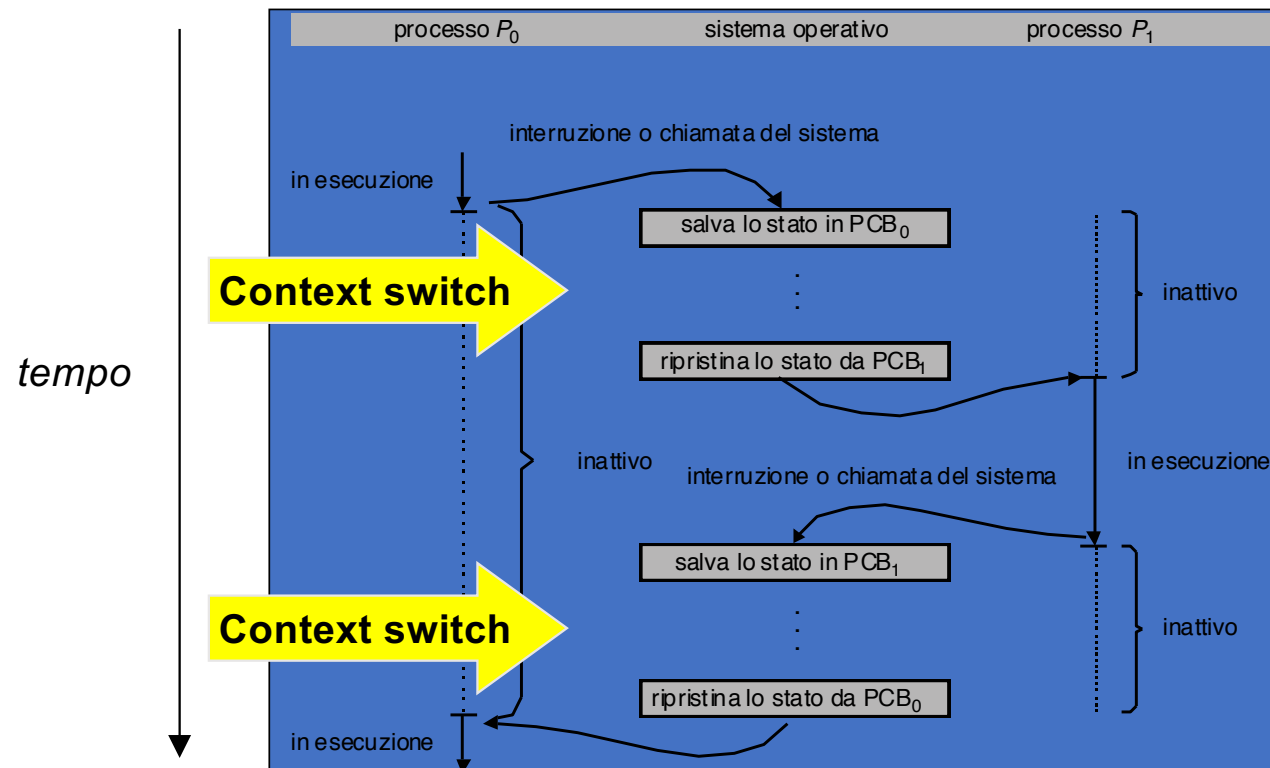 processo P0 sistema operativo processo P1
interruzione o chiamata del sistema
in esecuzione
salva lo stato in PCB0
Context switch
inattivo
ripristina lo stato da PCB1
tempo
inattivo
in esecuzione
interruzione o chiamata del sistema
salva lo stato in PCB1
Context switch
inattivo
ripristina lo stato da PCB0
in esecuzione